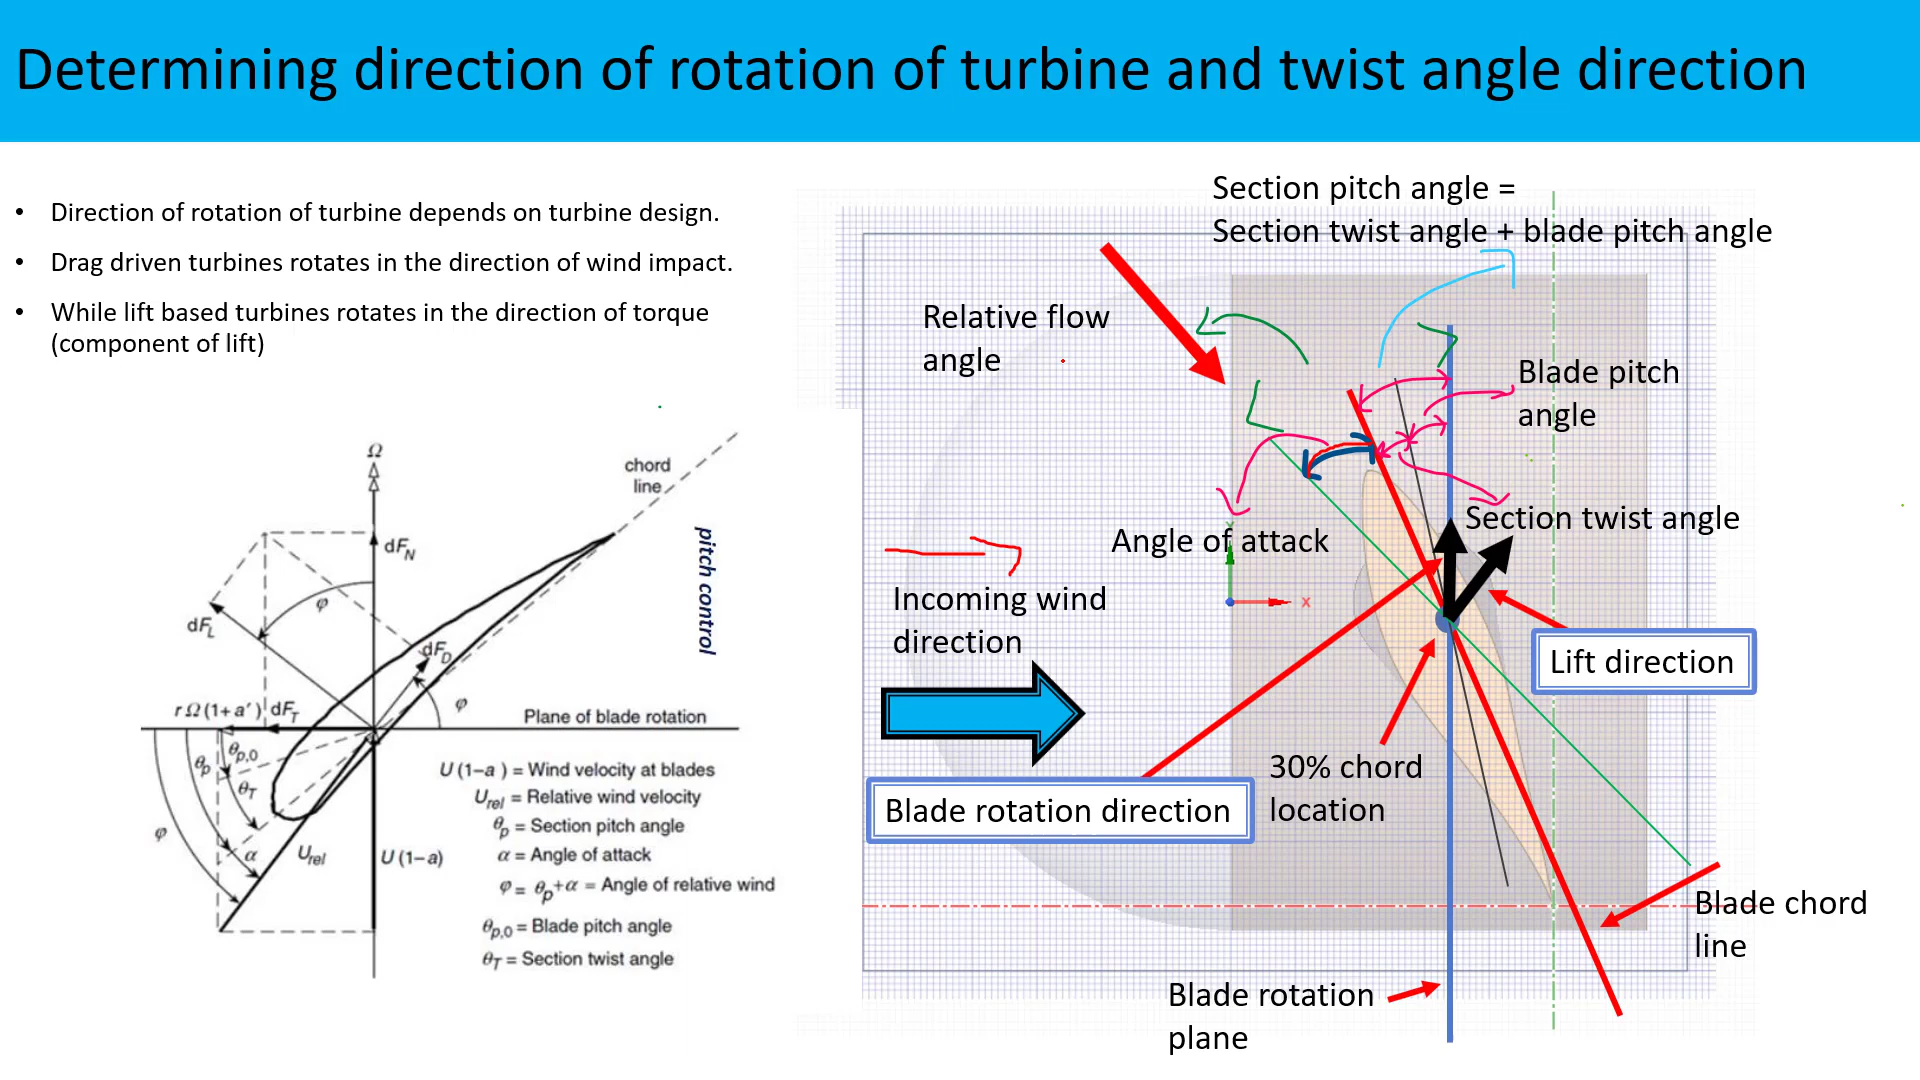 Determining direction of rotation of turbine and twist angle direction
• Direction of rotation of turbine depends on turbine design.
• Drag driven turbines rotates in the direction of wind impact.
• While lift based turbines rotates in the direction of torque
(component of lift)
Ω
chord
line
dF_N
φ
dF_L
dF_D
φ
rΩ(1+a′)
dF_T
Plane of blade rotation
θ_p,0
θ_p
θ_T
φ
α
U_rel
U(1−a)
U(1−a) = Wind velocity at blades
U_rel = Relative wind velocity
θ_p = Section pitch angle
α = Angle of attack
φ = θ_p+α = Angle of relative wind
θ_p,0 = Blade pitch angle
θ_T = Section twist angle
pitch control
Section pitch angle =
Section twist angle + blade pitch angle
Relative flow
angle
Blade pitch
angle
Section twist angle
Angle of attack
Y
X
Incoming wind
direction
Lift direction
30% chord
location
Blade rotation direction
Blade chord
line
Blade rotation
plane